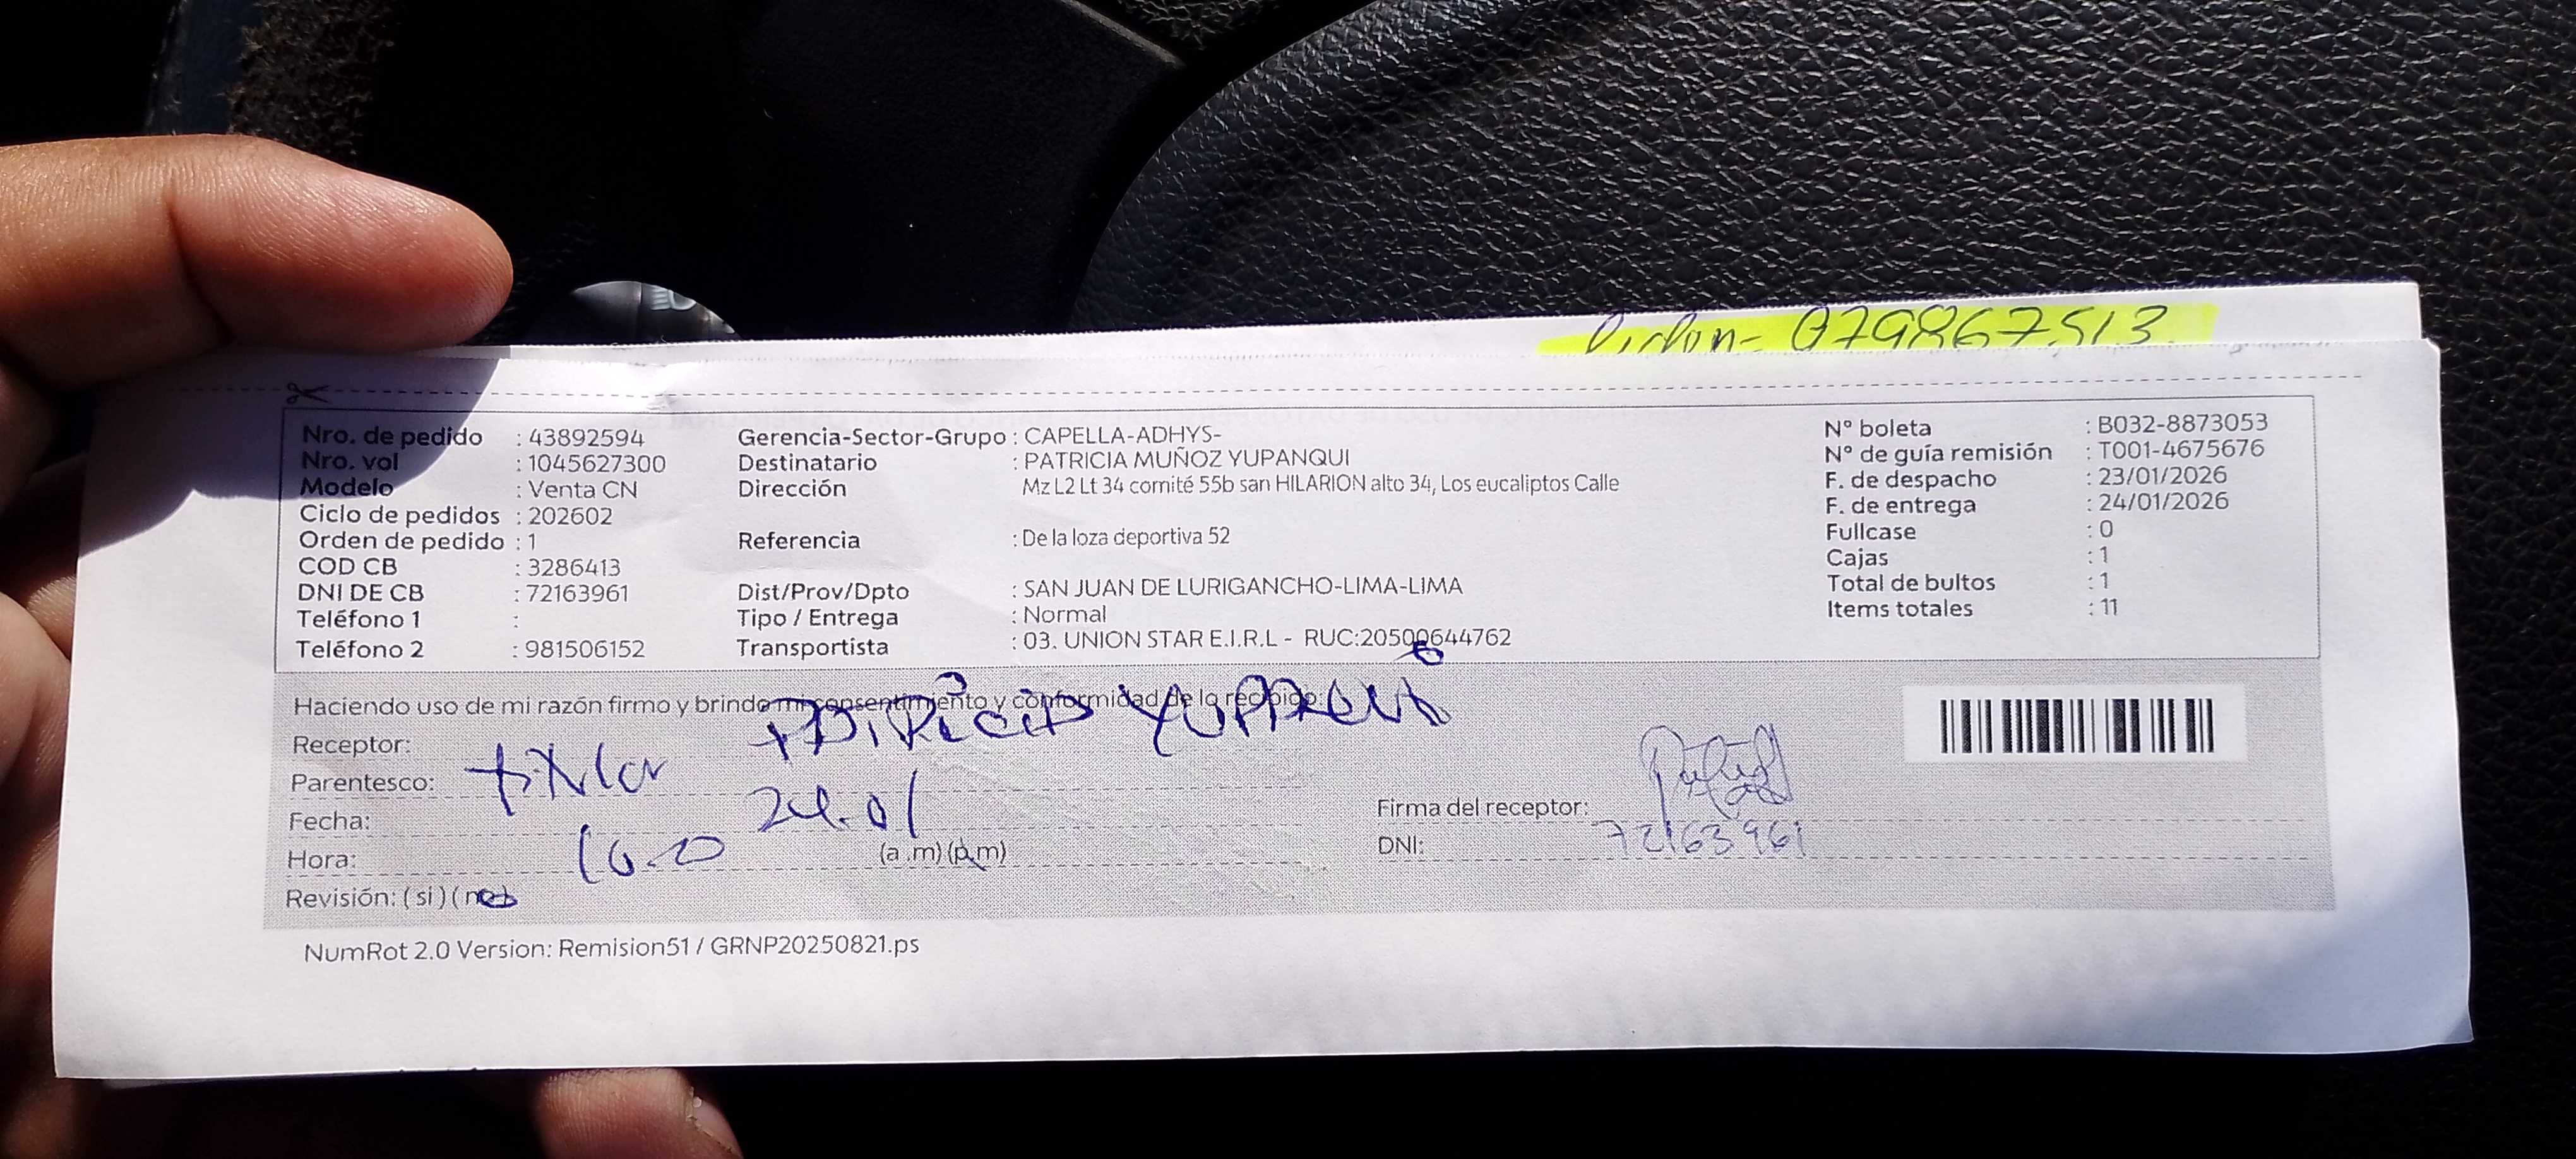 979867513
Nro. de pedido : 43892594
Nro. vol : 1045627300
Modelo : Venta CN
Ciclo de pedidos : 202602
Orden de pedido : 1
COD CB : 3286413
DNI DE CB : 72163961
Teléfono 1 :
Teléfono 2 : 981506152
Gerencia-Sector-Grupo : CAPELLA-ADHYS-
Destinatario : PATRICIA MUÑOZ YUPANQUI
Dirección Mz L2 Lt 34 comité 55b san HILARION alto 34, Los eucaliptos Calle
Referencia : De la loza deportiva 52
Dist/Prov/Dpto : SAN JUAN DE LURIGANCHO-LIMA-LIMA
Tipo / Entrega : Normal
Transportista : 03. UNION STAR E.I.R.L - RUC:20500644762
N° boleta : B032-8873053
N° de guía remisión : T001-4675676
F. de despacho : 23/01/2026
F. de entrega : 24/01/2026
Fullcase : 0
Cajas : 1
Total de bultos : 1
Items totales : 11
Haciendo uso de mi razón firmo y brindo mi consentimiento y conformidad de lo recibido:
Receptor:
Parentesco: titular
Fecha: 24.01
Hora: (a .m) (p.m)
Revisión: ( si ) ( no )
Firma del receptor:
DNI: 72163961
NumRot 2.0 Version: Remision51 / GRNP20250821.ps